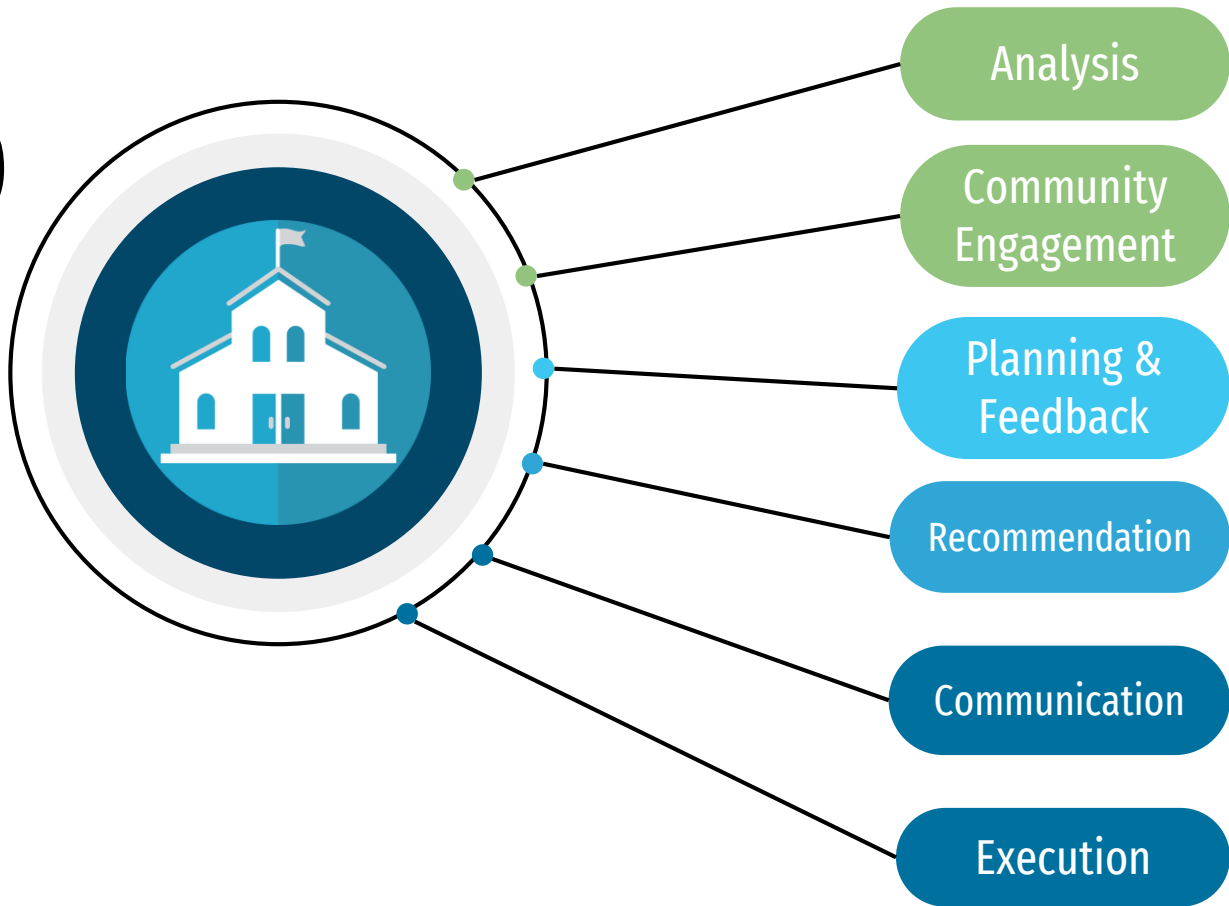 Analysis
Community
Engagement
Planning &
Feedback
Recommendation
Communication
Execution